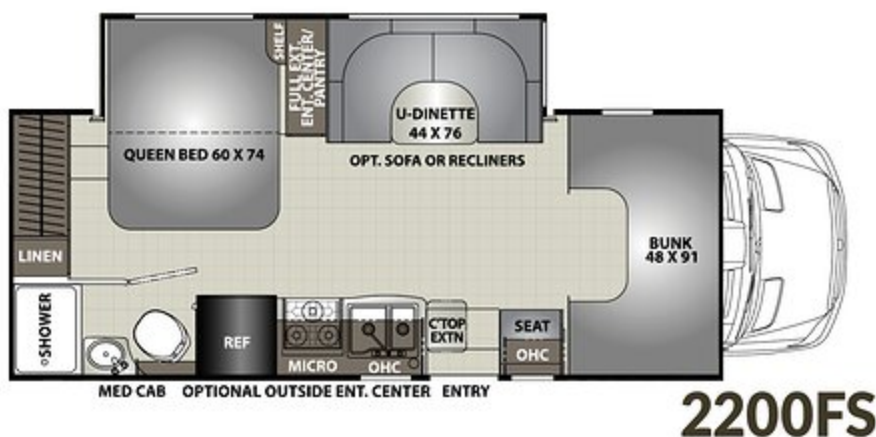 SHELF
FULL EXT.
ENT. CENTER/
PANTRY
U-DINETTE
44 X 76
QUEEN BED 60 X 74
OPT. SOFA OR RECLINERS
LINEN
BUNK
48 X 91
SHOWER
REF
C'TOP
EXTN
SEAT
MICRO
OHC
OHC
MED CAB
OPTIONAL OUTSIDE ENT. CENTER
ENTRY
2200FS